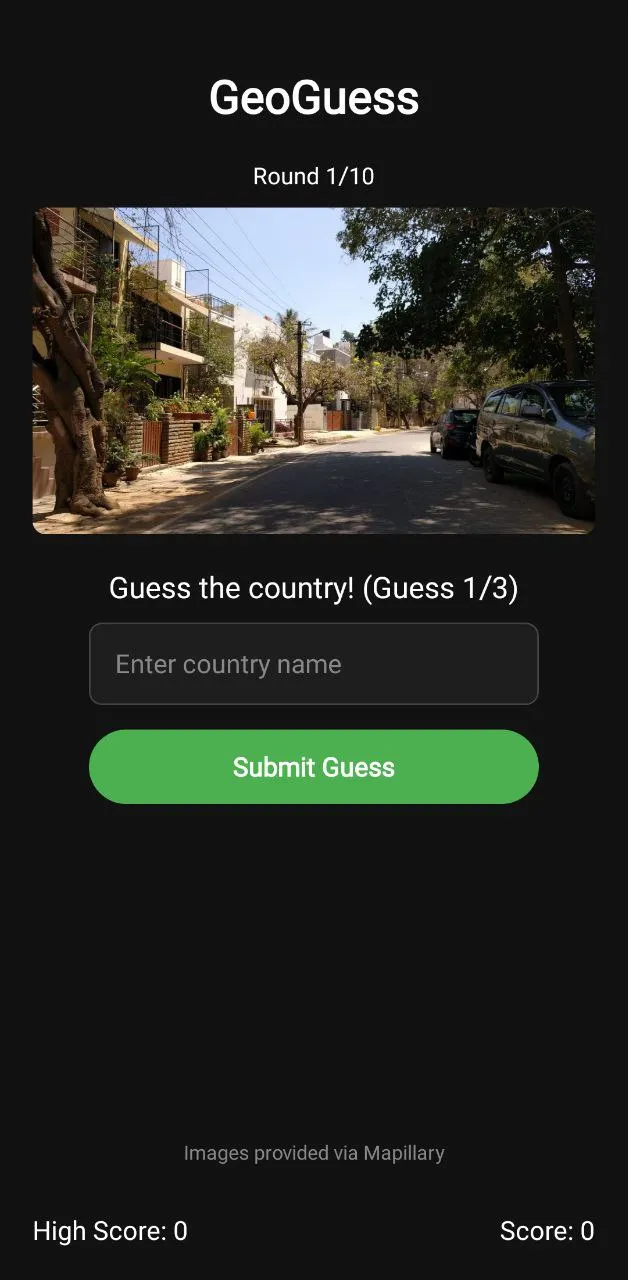 GeoGuess
Round 1/10
Guess the country! (Guess 1/3)
Enter country name
Submit Guess
Images provided via Mapillary
High Score: 0
Score: 0